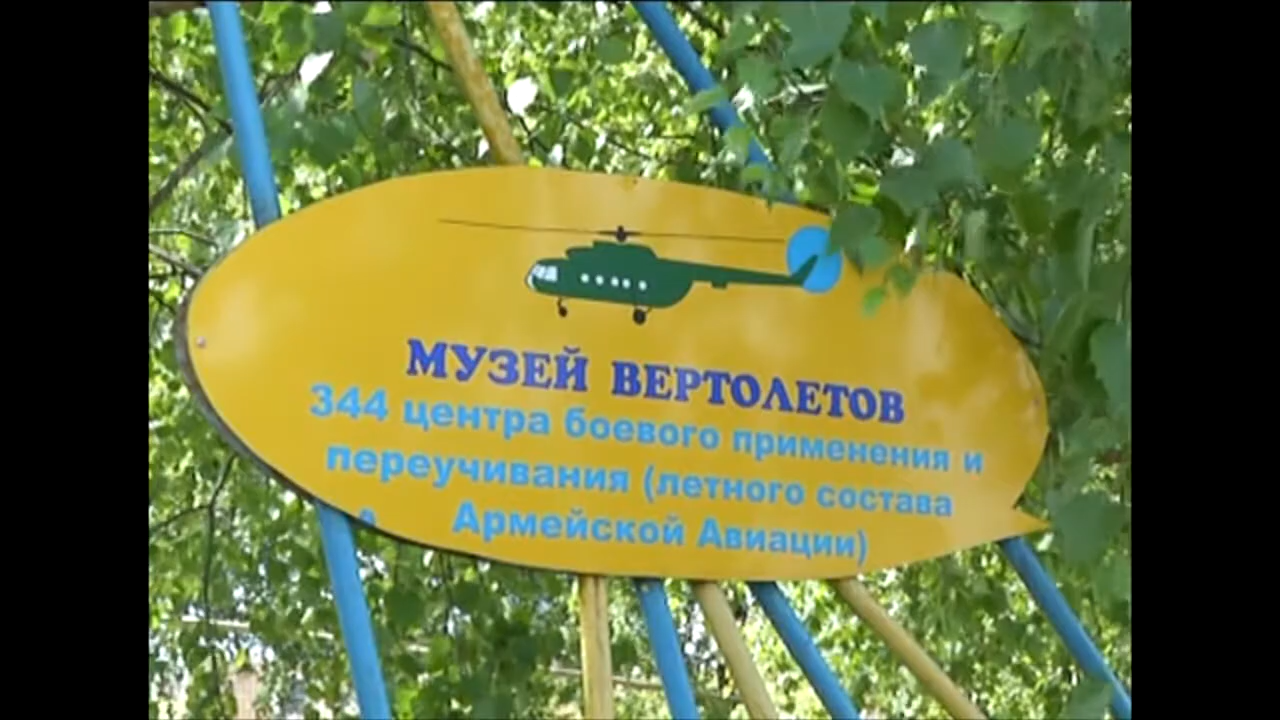 МУЗЕЙ ВЕРТОЛЕТОВ
344 центра боевого применения и
переучивания (летного состава
Армейской Авиации)